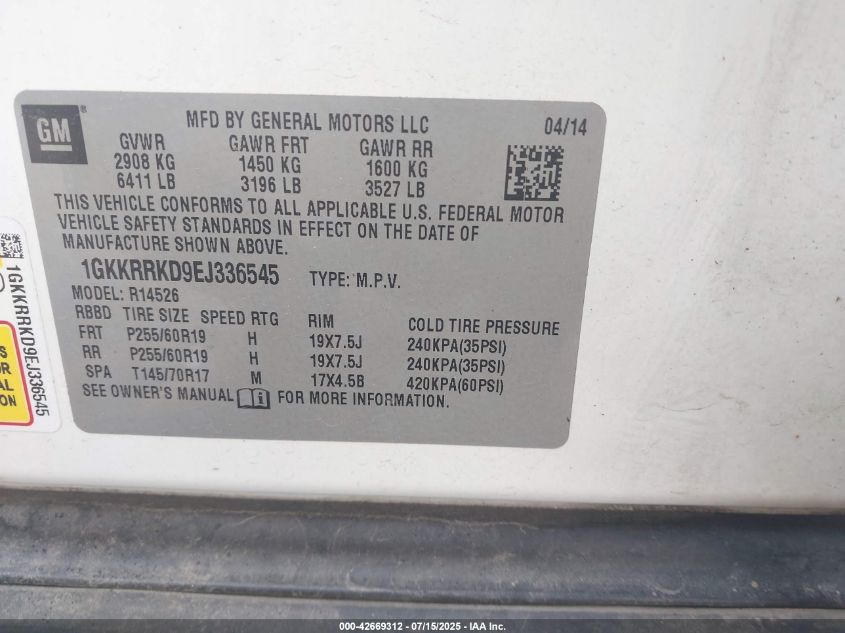 GM ®
MFD BY GENERAL MOTORS LLC 04/14
GVWR GAWR FRT GAWR RR
2908 KG 1450 KG 1600 KG
6411 LB 3196 LB 3527 LB
THIS VEHICLE CONFORMS TO ALL APPLICABLE U.S. FEDERAL MOTOR
VEHICLE SAFETY STANDARDS IN EFFECT ON THE DATE OF
MANUFACTURE SHOWN ABOVE.
1GKKRRKD9EJ336545 TYPE: M.P.V.
MODEL: R14526
RBBD TIRE SIZE SPEED RTG RIM COLD TIRE PRESSURE
FRT P255/60R19 H 19X7.5J 240KPA(35PSI)
RR P255/60R19 H 19X7.5J 240KPA(35PSI)
SPA T145/70R17 M 17X4.5B 420KPA(60PSI)
SEE OWNER'S MANUAL FOR MORE INFORMATION.
1GKKRRKD9EJ336545
S
OR
AL
ION
000-42669312 - 07/15/2025 - IAA Inc.